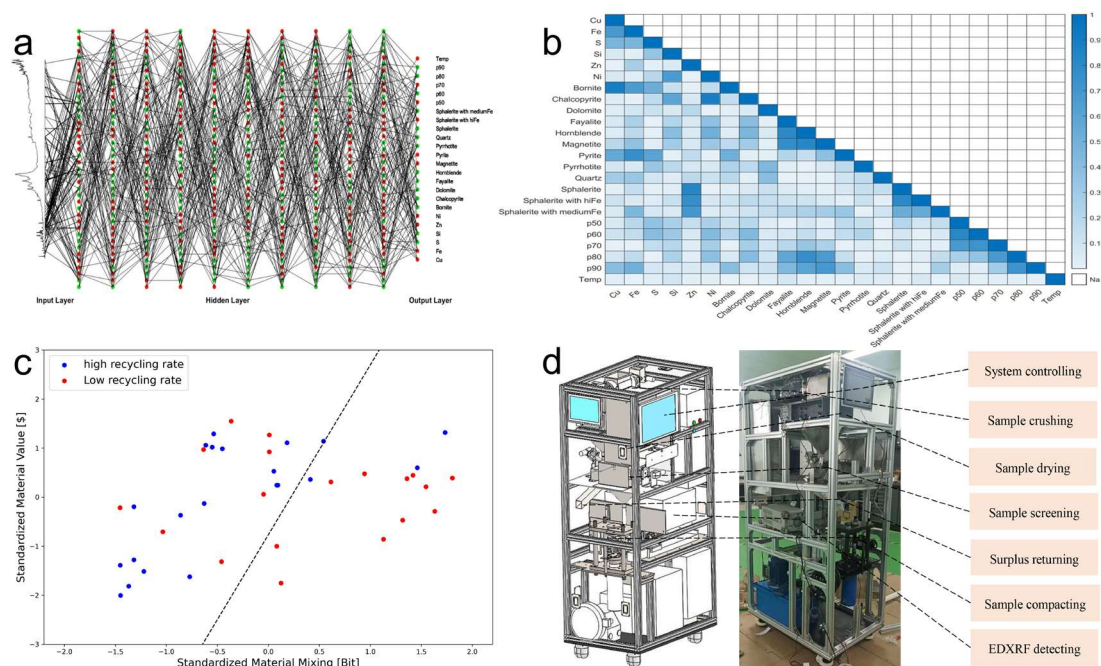 a
Temp
p90
p80
p70
p60
p50
Sphalerite with mediumFe
Sphalerite with hiFe
Sphalerite
Quartz
Pyrrhotite
Pyrite
Magnetite
Hornblende
Fayalite
Dolomite
Chalcopyrite
Bornite
Ni
Zn
Si
S
Fe
Cu
Input Layer
Hidden Layer
Output Layer
b
Cu
Fe
S
Si
Zn
Ni
Bornite
Chalcopyrite
Dolomite
Fayalite
Hornblende
Magnetite
Pyrite
Pyrrhotite
Quartz
Sphalerite
Sphalerite with hiFe
Sphalerite with mediumFe
p50
p60
p70
p80
p90
Temp
Cu
Fe
S
Si
Zn
Ni
Bornite
Chalcopyrite
Dolomite
Fayalite
Hornblende
Magnetite
Pyrite
Pyrrhotite
Quartz
Sphalerite
Sphalerite with hiFe
Sphalerite with mediumFe
p50
p60
p70
p80
p90
Temp
1
0.9
0.8
0.7
0.6
0.5
0.4
0.3
0.2
0.1
Na
c
high recycling rate
Low recycling rate
3
2
1
0
−1
−2
−3
Standardized Material Value [$]
−2.0
−1.5
−1.0
−0.5
0.0
0.5
1.0
1.5
2.0
Standardized Material Mixing [Bit]
d
System controlling
Sample crushing
Sample drying
Sample screening
Surplus returning
Sample compacting
EDXRF detecting